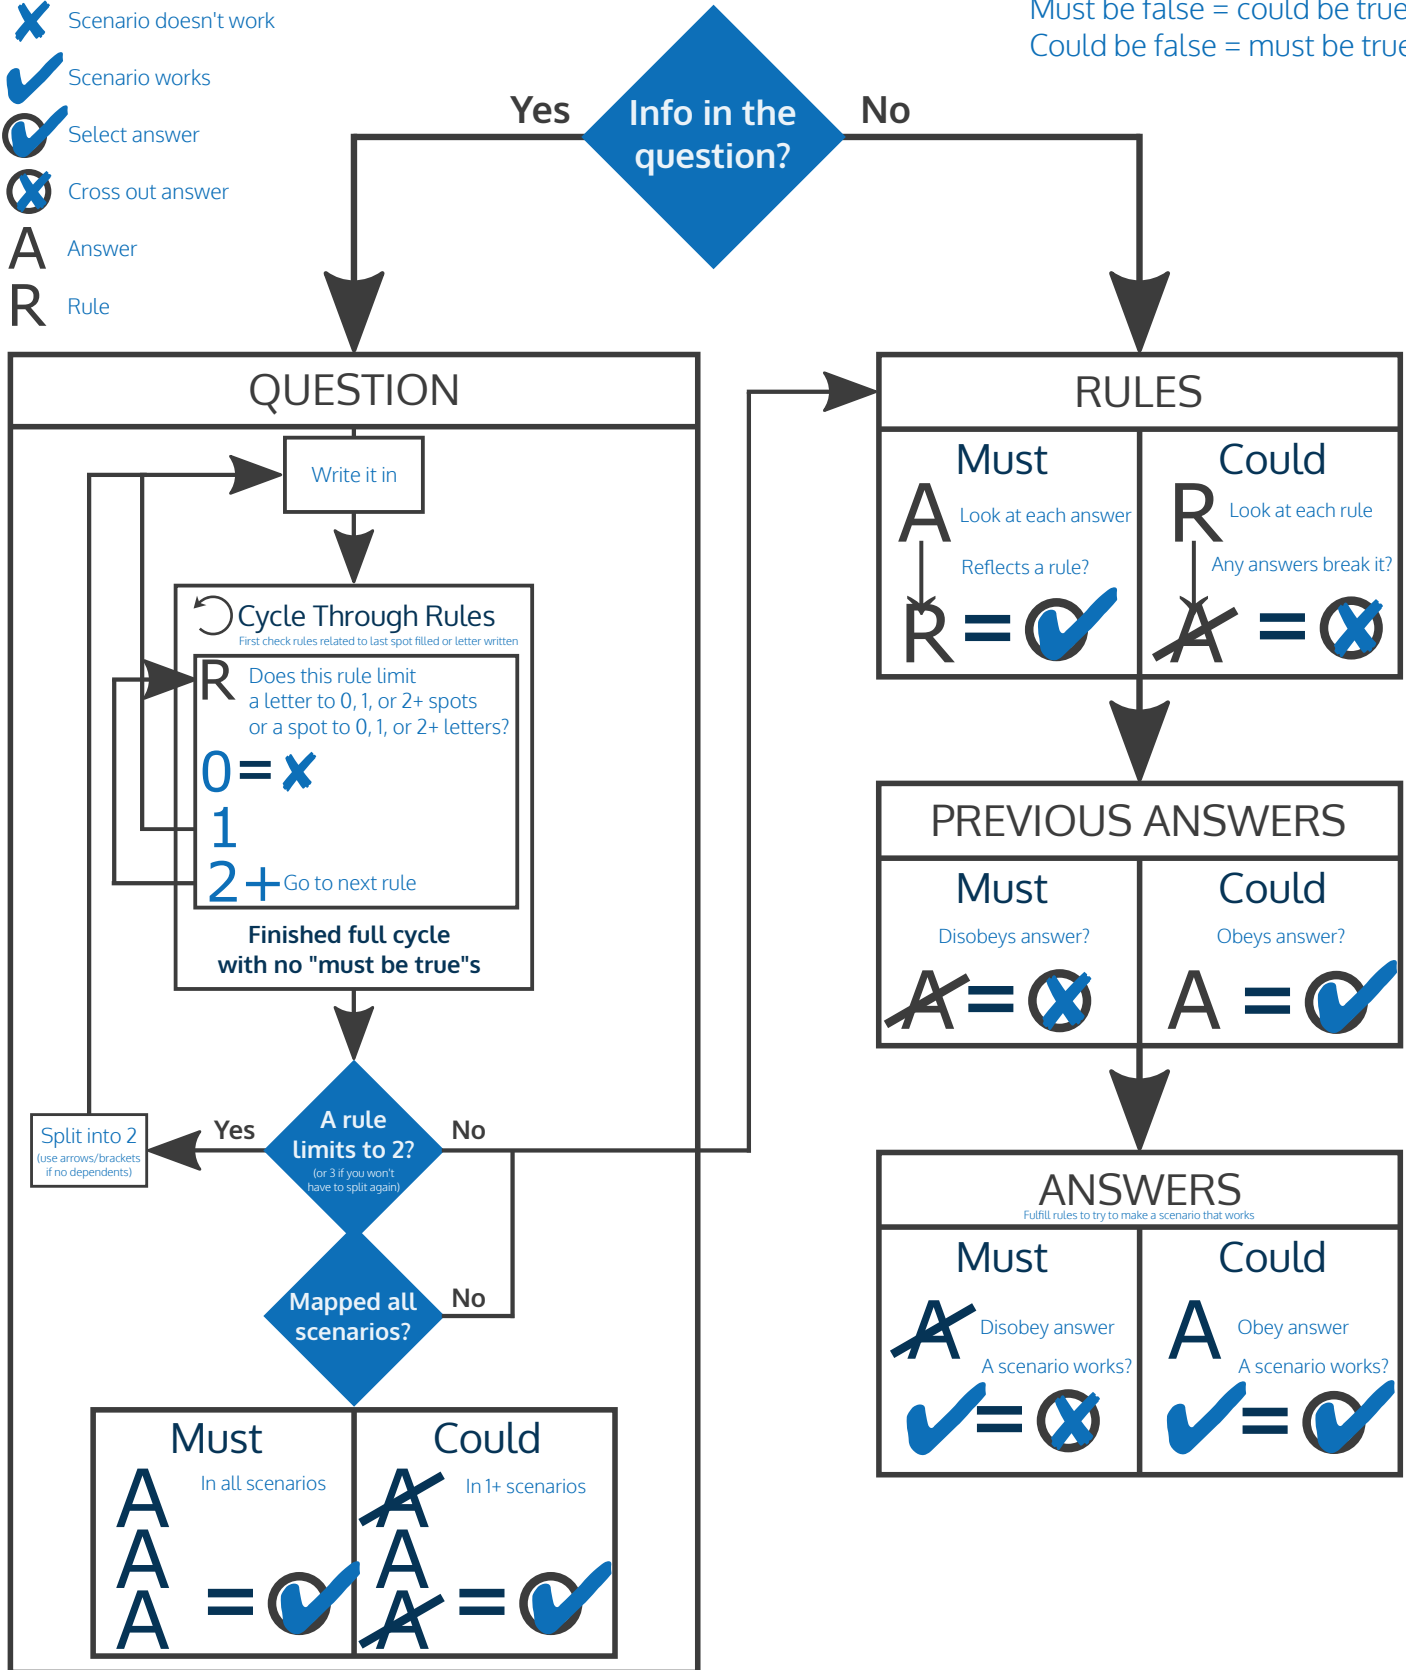 Scenario doesn't work
Scenario works
Select answer
Cross out answer
A Answer
R Rule
Must be false = could be true
Could be false = must be true
Info in the
question?
Yes
No
QUESTION
Write it in
Cycle Through Rules
First check rules related to last spot filled or letter written
R Does this rule limit
a letter to 0, 1, or 2+ spots
or a spot to 0, 1, or 2+ letters?
0 =
1
2+ Go to next rule
Finished full cycle
with no "must be true"s
A rule
limits to 2?
(or 3 if you won't
have to split again)
Yes
No
Split into 2
(use arrows/brackets
if no dependents)
Mapped all
scenarios?
No
Must
In all scenarios
A
A
A =
Could
In 1+ scenarios
A
A
A =
RULES
Must
A Look at each answer
Reflects a rule?
R =
Could
R Look at each rule
Any answers break it?
A =
PREVIOUS ANSWERS
Must
Disobeys answer?
A =
Could
Obeys answer?
A =
ANSWERS
Fulfill rules to try to make a scenario that works
Must
A Disobey answer
A scenario works?
=
Could
A Obey answer
A scenario works?
=